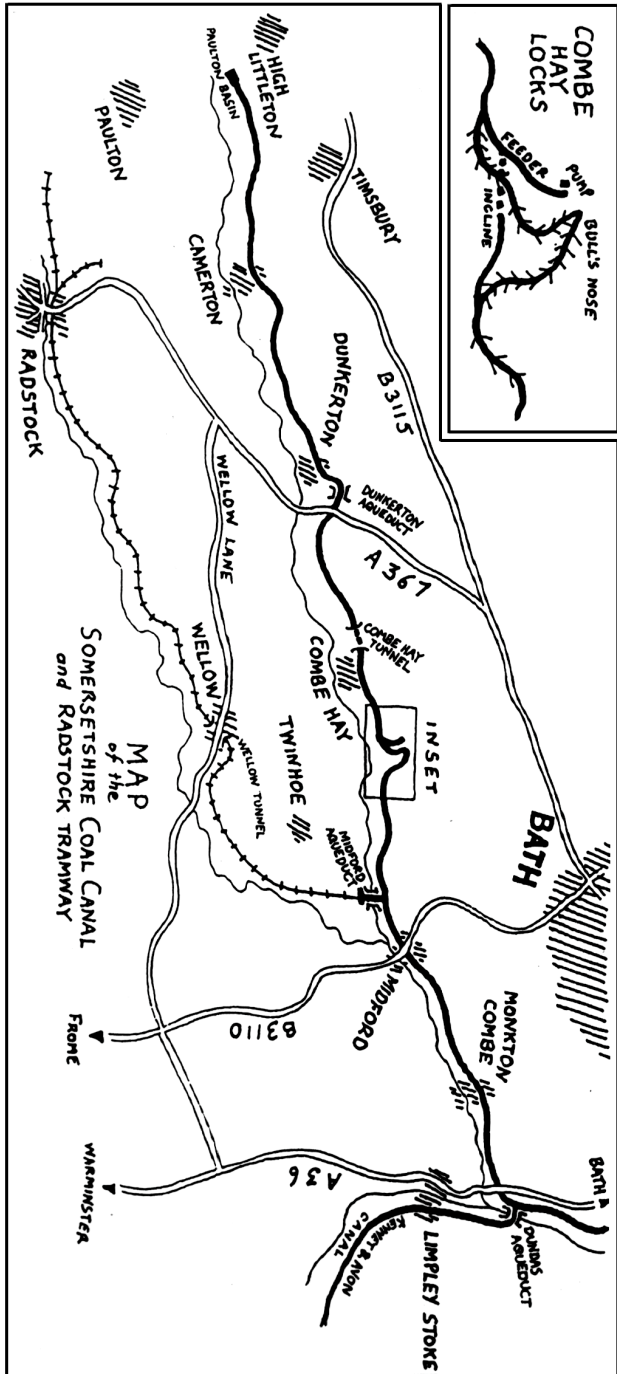 COMBE
HAY
LOCKS
FEEDER
PUMP
INCLINE
BULL'S NOSE
PAULTON BASIN
HIGH
LITTLETON
PAULTON
TIMSBURY
CAMERTON
RADSTOCK
B3115
DUNKERTON
DUNKERTON
AQUEDUCT
A367
WELLOW LANE
COMBE HAY
TUNNEL
COMBE HAY
INSET
WELLOW
WELLOW TUNNEL
TWINHOE
MIDFORD
AQUEDUCT
BATH
MIDFORD
B3110
FROME
MONKTON
COMBE
A36
WARMINSTER
BATH
DUNDAS
AQUEDUCT
LIMPLEY STOKE
KENNET & AVON
CANAL
MAP
of the
SOMERSETSHIRE COAL CANAL
and RADSTOCK TRAMWAY